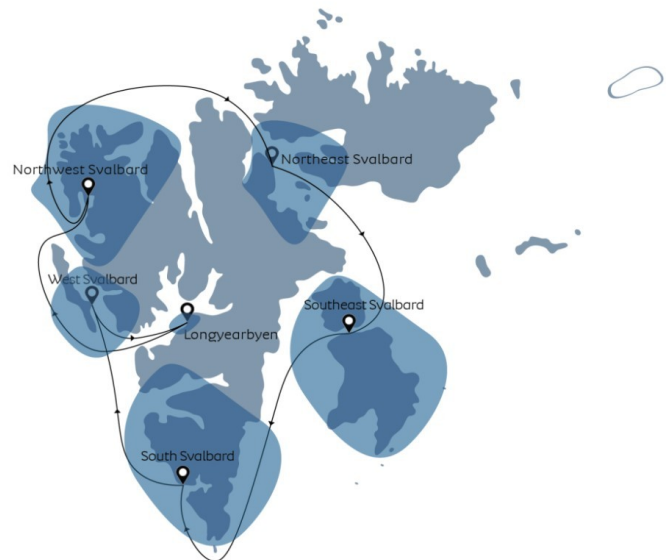 Northeast Svalbard
Northwest Svalbard
West Svalbard
Southeast Svalbard
Longyearbyen
South Svalbard